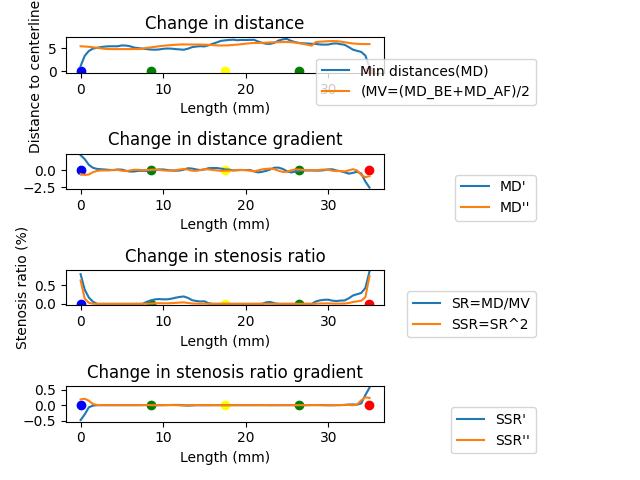 Change in distance
Distance to centerline
5
0
0
10
20
30
Length (mm)
Min distances(MD)
(MV=(MD_BE+MD_AF)/2
Change in distance gradient
0.0
−2.5
0
10
20
30
Length (mm)
MD'
MD''
Change in stenosis ratio
Stenosis ratio (%)
0.5
0.0
0
10
20
30
Length (mm)
SR=MD/MV
SSR=SR^2
Change in stenosis ratio gradient
0.5
0.0
−0.5
0
10
20
30
Length (mm)
SSR'
SSR''